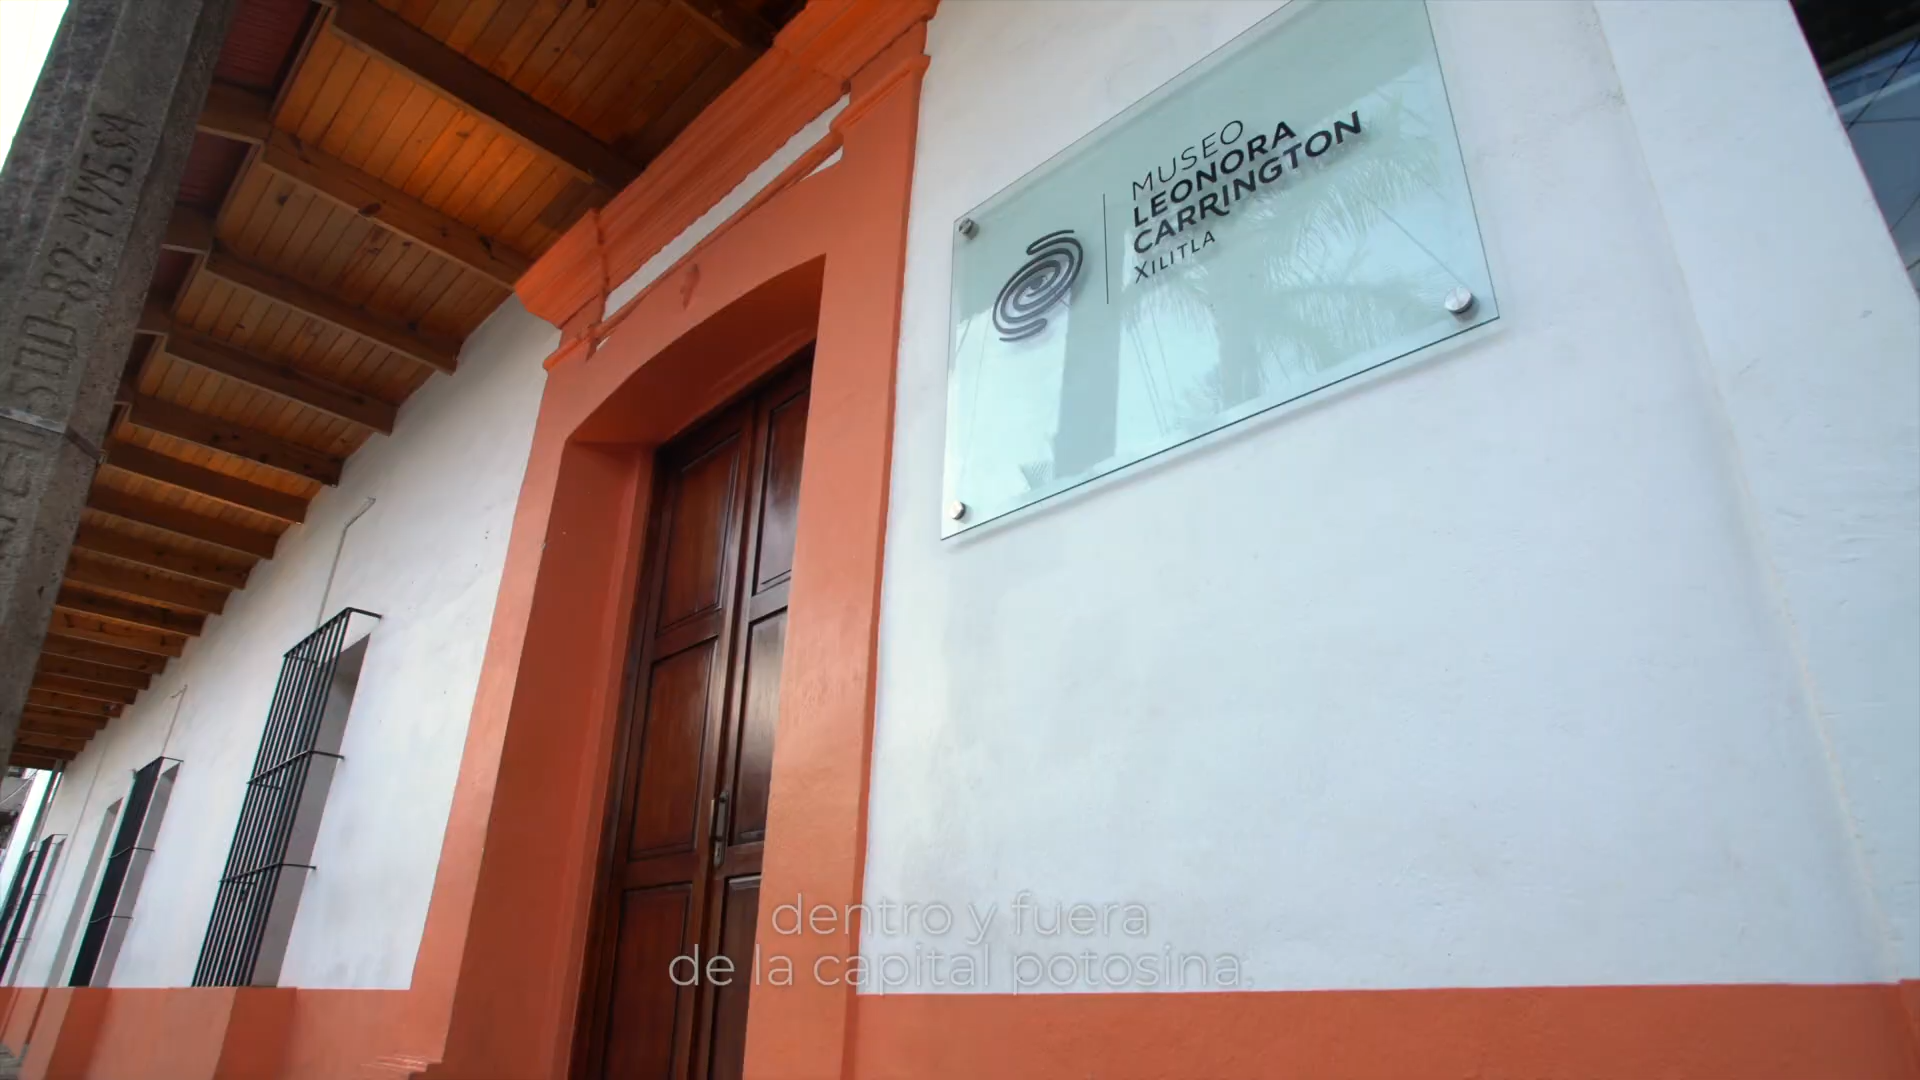 MUSEO
LEONORA
CARRINGTON
XILITLA
dentro y fuera
de la capital potosina